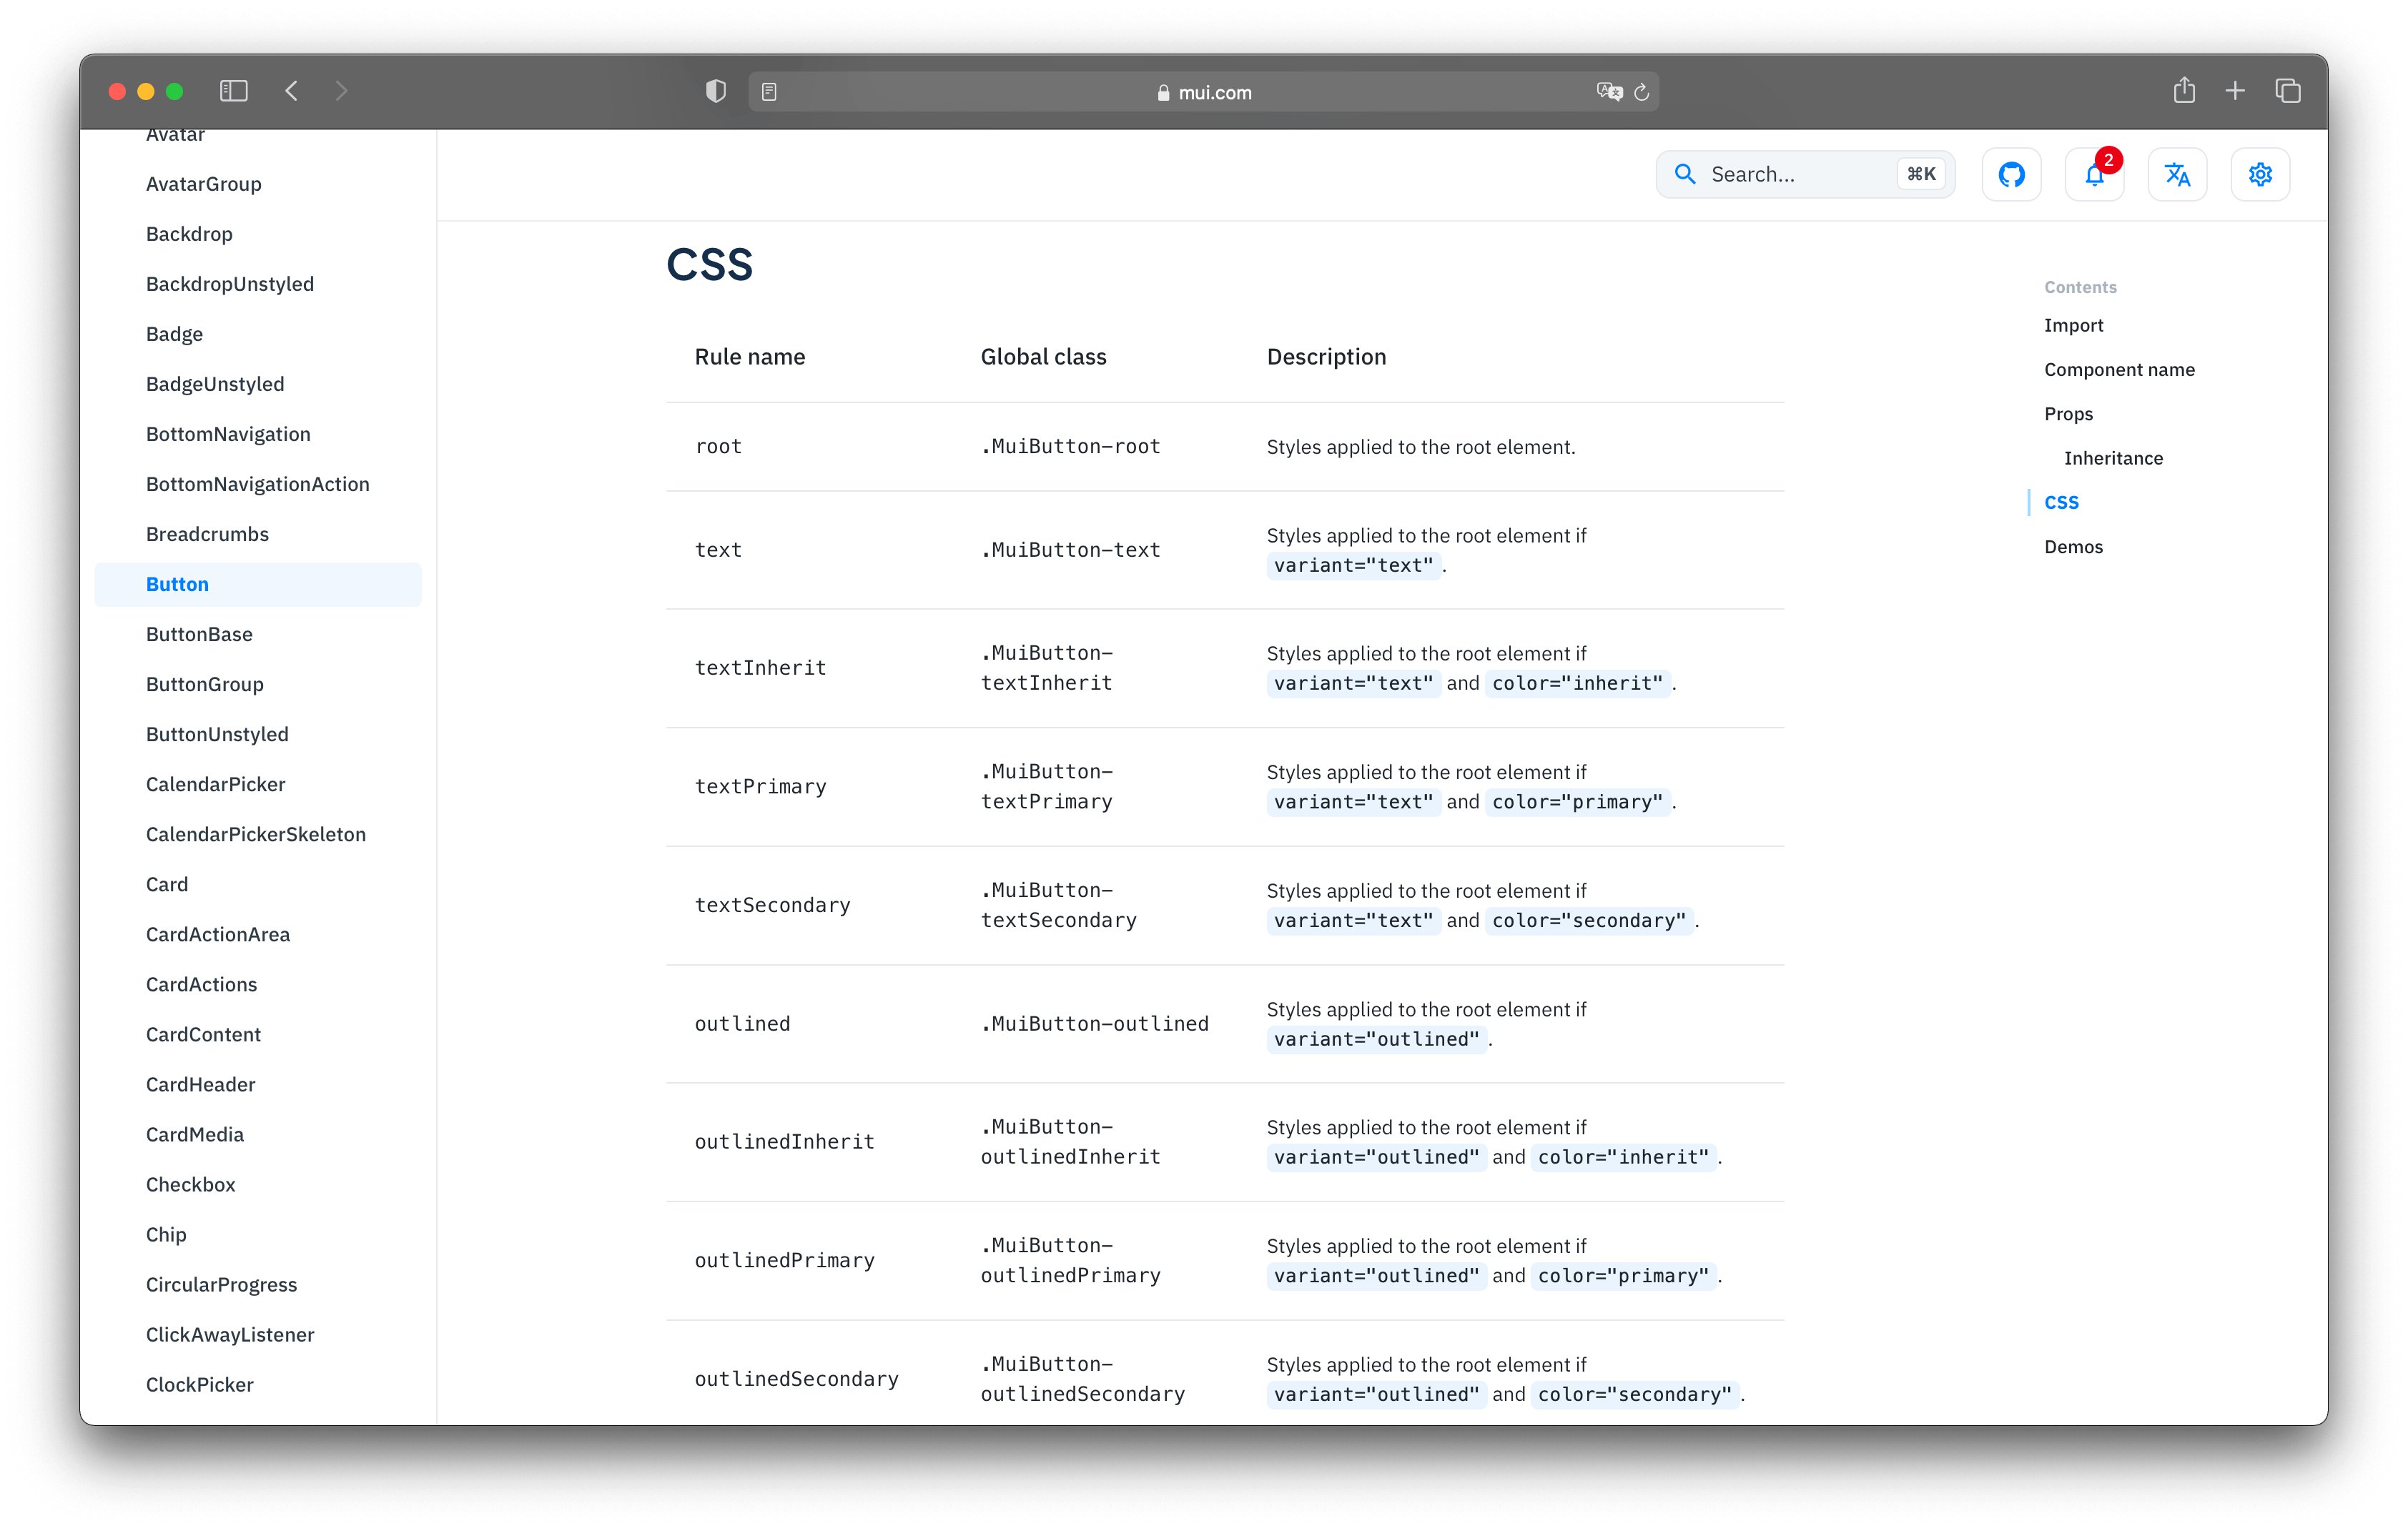 mui.com
Avatar
AvatarGroup
Backdrop
BackdropUnstyled
Badge
BadgeUnstyled
BottomNavigation
BottomNavigationAction
Breadcrumbs
Button
ButtonBase
ButtonGroup
ButtonUnstyled
CalendarPicker
CalendarPickerSkeleton
Card
CardActionArea
CardActions
CardContent
CardHeader
CardMedia
Checkbox
Chip
CircularProgress
ClickAwayListener
ClockPicker
Search... ⌘K
2
CSS
Rule name Global class Description
root .MuiButton-root Styles applied to the root element.
text .MuiButton-text Styles applied to the root element if
variant="text".
textInherit .MuiButton-
textInherit Styles applied to the root element if
variant="text" and color="inherit".
textPrimary .MuiButton-
textPrimary Styles applied to the root element if
variant="text" and color="primary".
textSecondary .MuiButton-
textSecondary Styles applied to the root element if
variant="text" and color="secondary".
outlined .MuiButton-outlined Styles applied to the root element if
variant="outlined".
outlinedInherit .MuiButton-
outlinedInherit Styles applied to the root element if
variant="outlined" and color="inherit".
outlinedPrimary .MuiButton-
outlinedPrimary Styles applied to the root element if
variant="outlined" and color="primary".
outlinedSecondary .MuiButton-
outlinedSecondary Styles applied to the root element if
variant="outlined" and color="secondary".
Contents
Import
Component name
Props
Inheritance
CSS
Demos